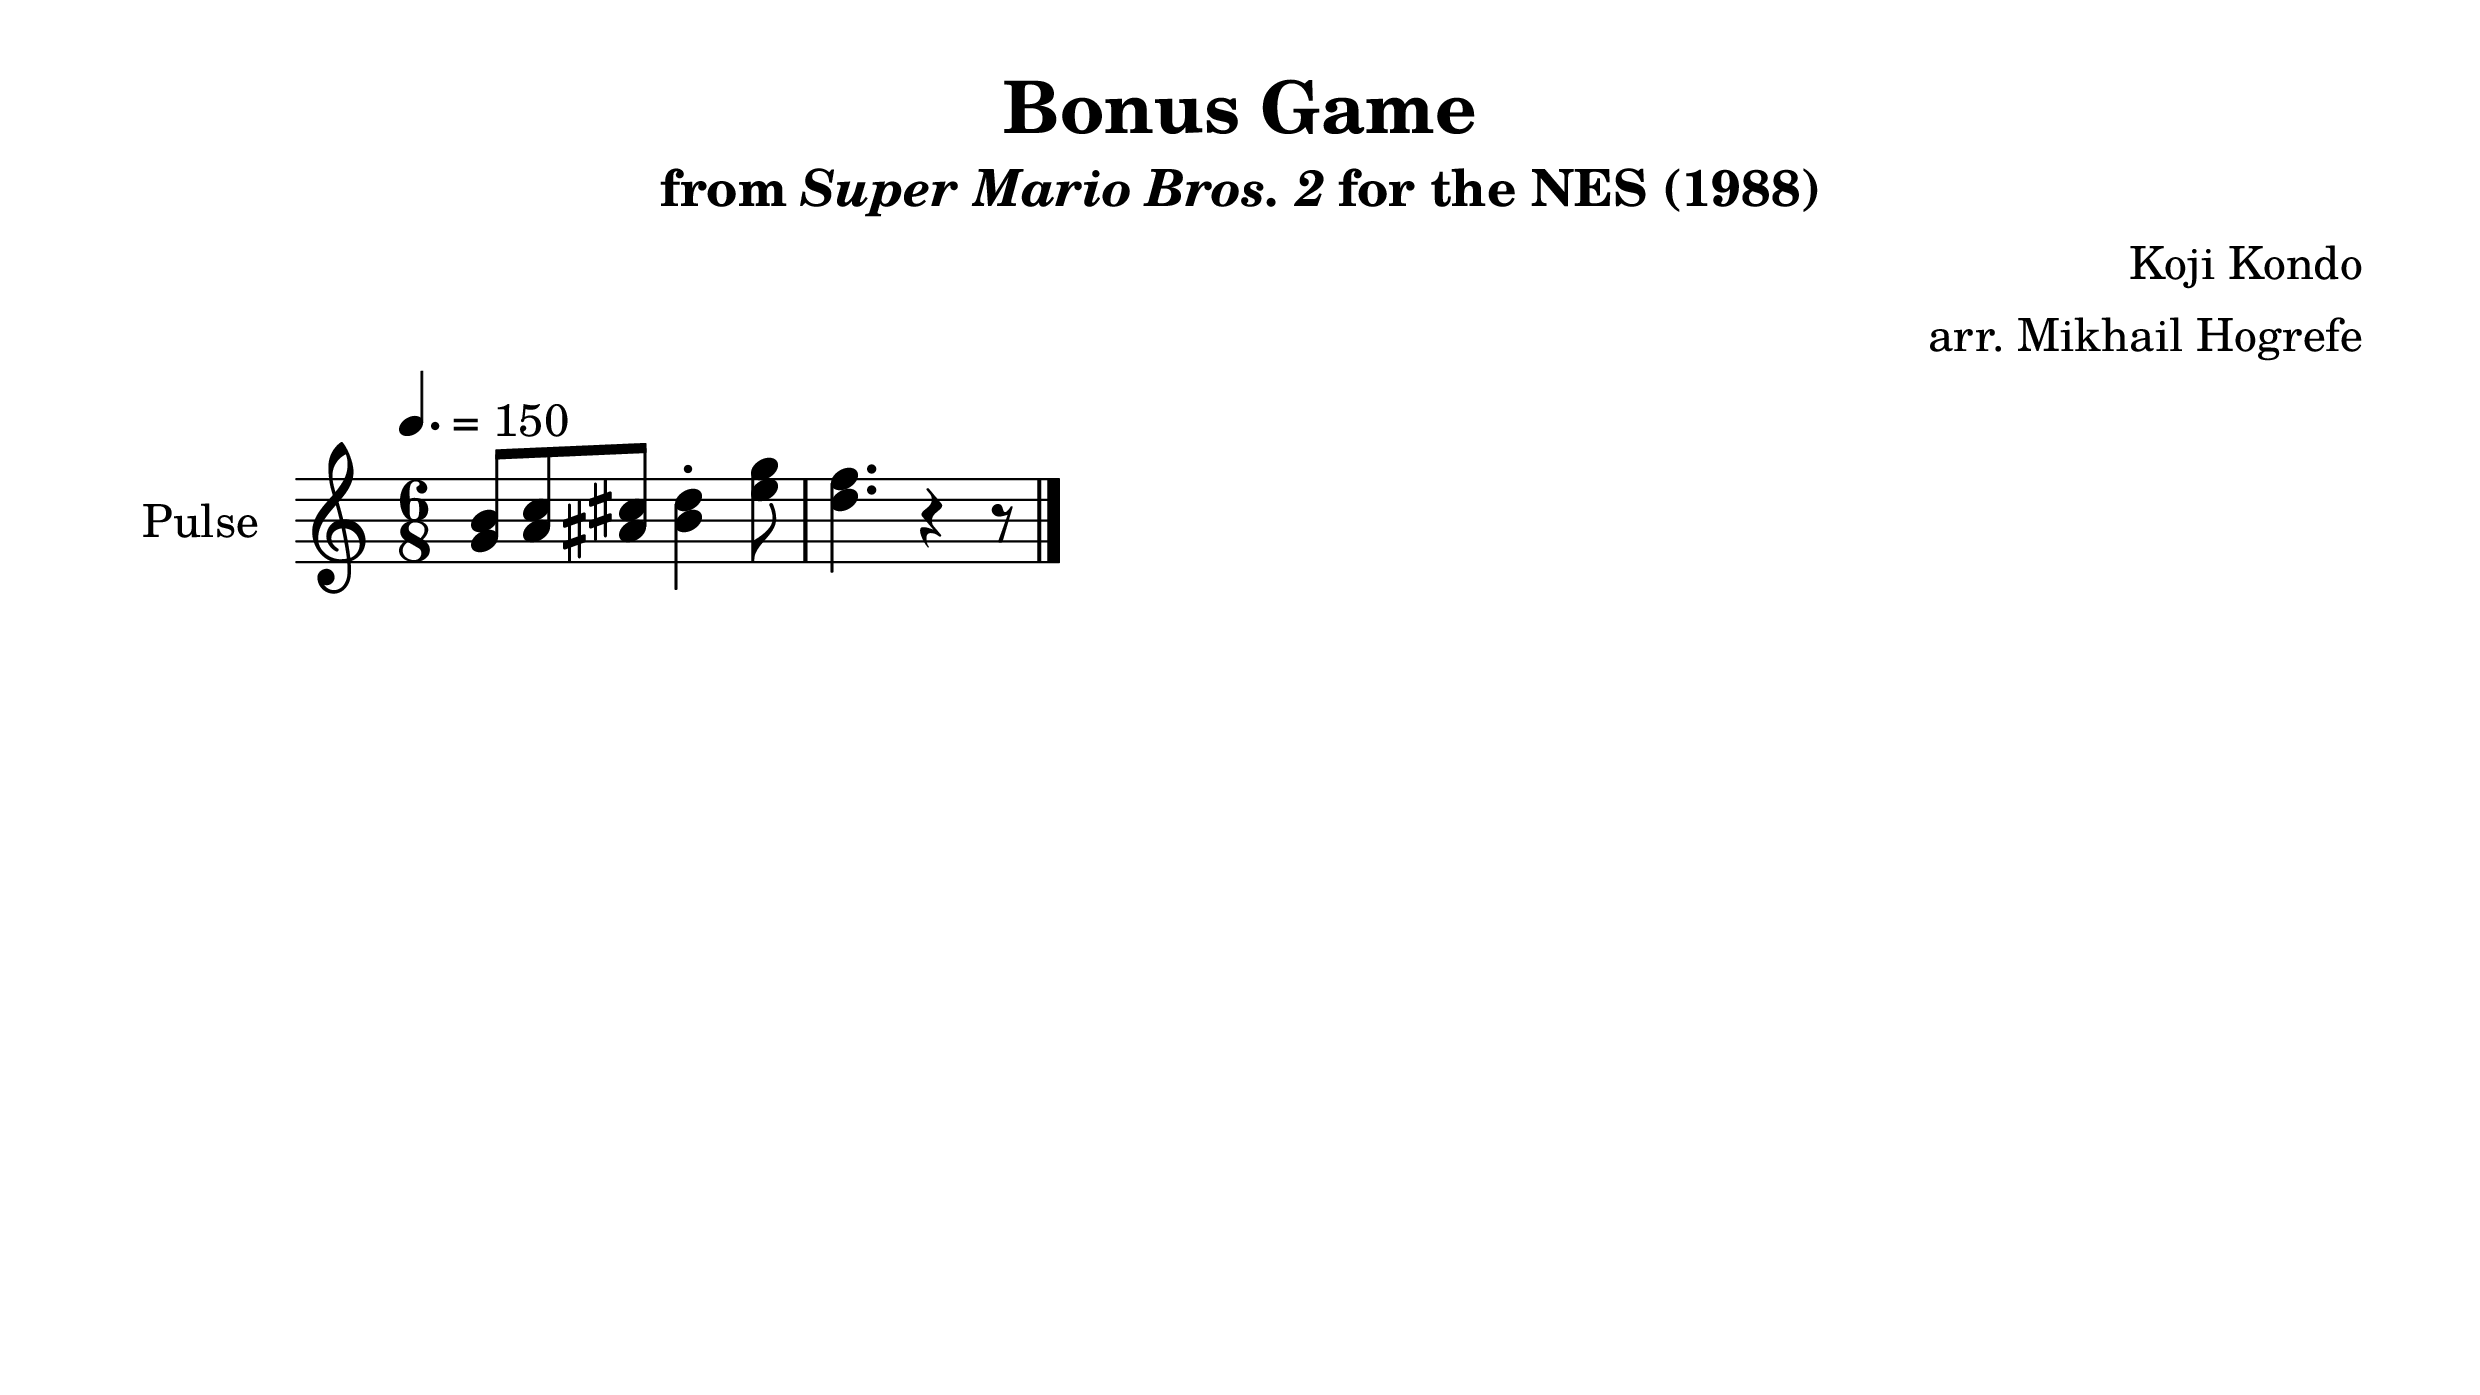 Bonus Game
from Super Mario Bros. 2 for the NES (1988)
Koji Kondo
arr. Mikhail Hogrefe
= 150
Pulse
6
8